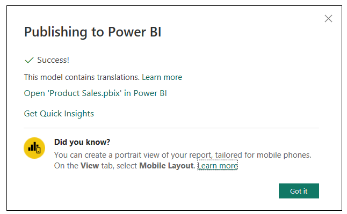 Publishing to Power BI
Success!
This model contains translations. Learn more
Open 'Product Sales.pbix' in Power BI
Get Quick Insights
Did you know?
You can create a portrait view of your report, tailored for mobile phones.
On the View tab, select Mobile Layout. Learn more
Got it